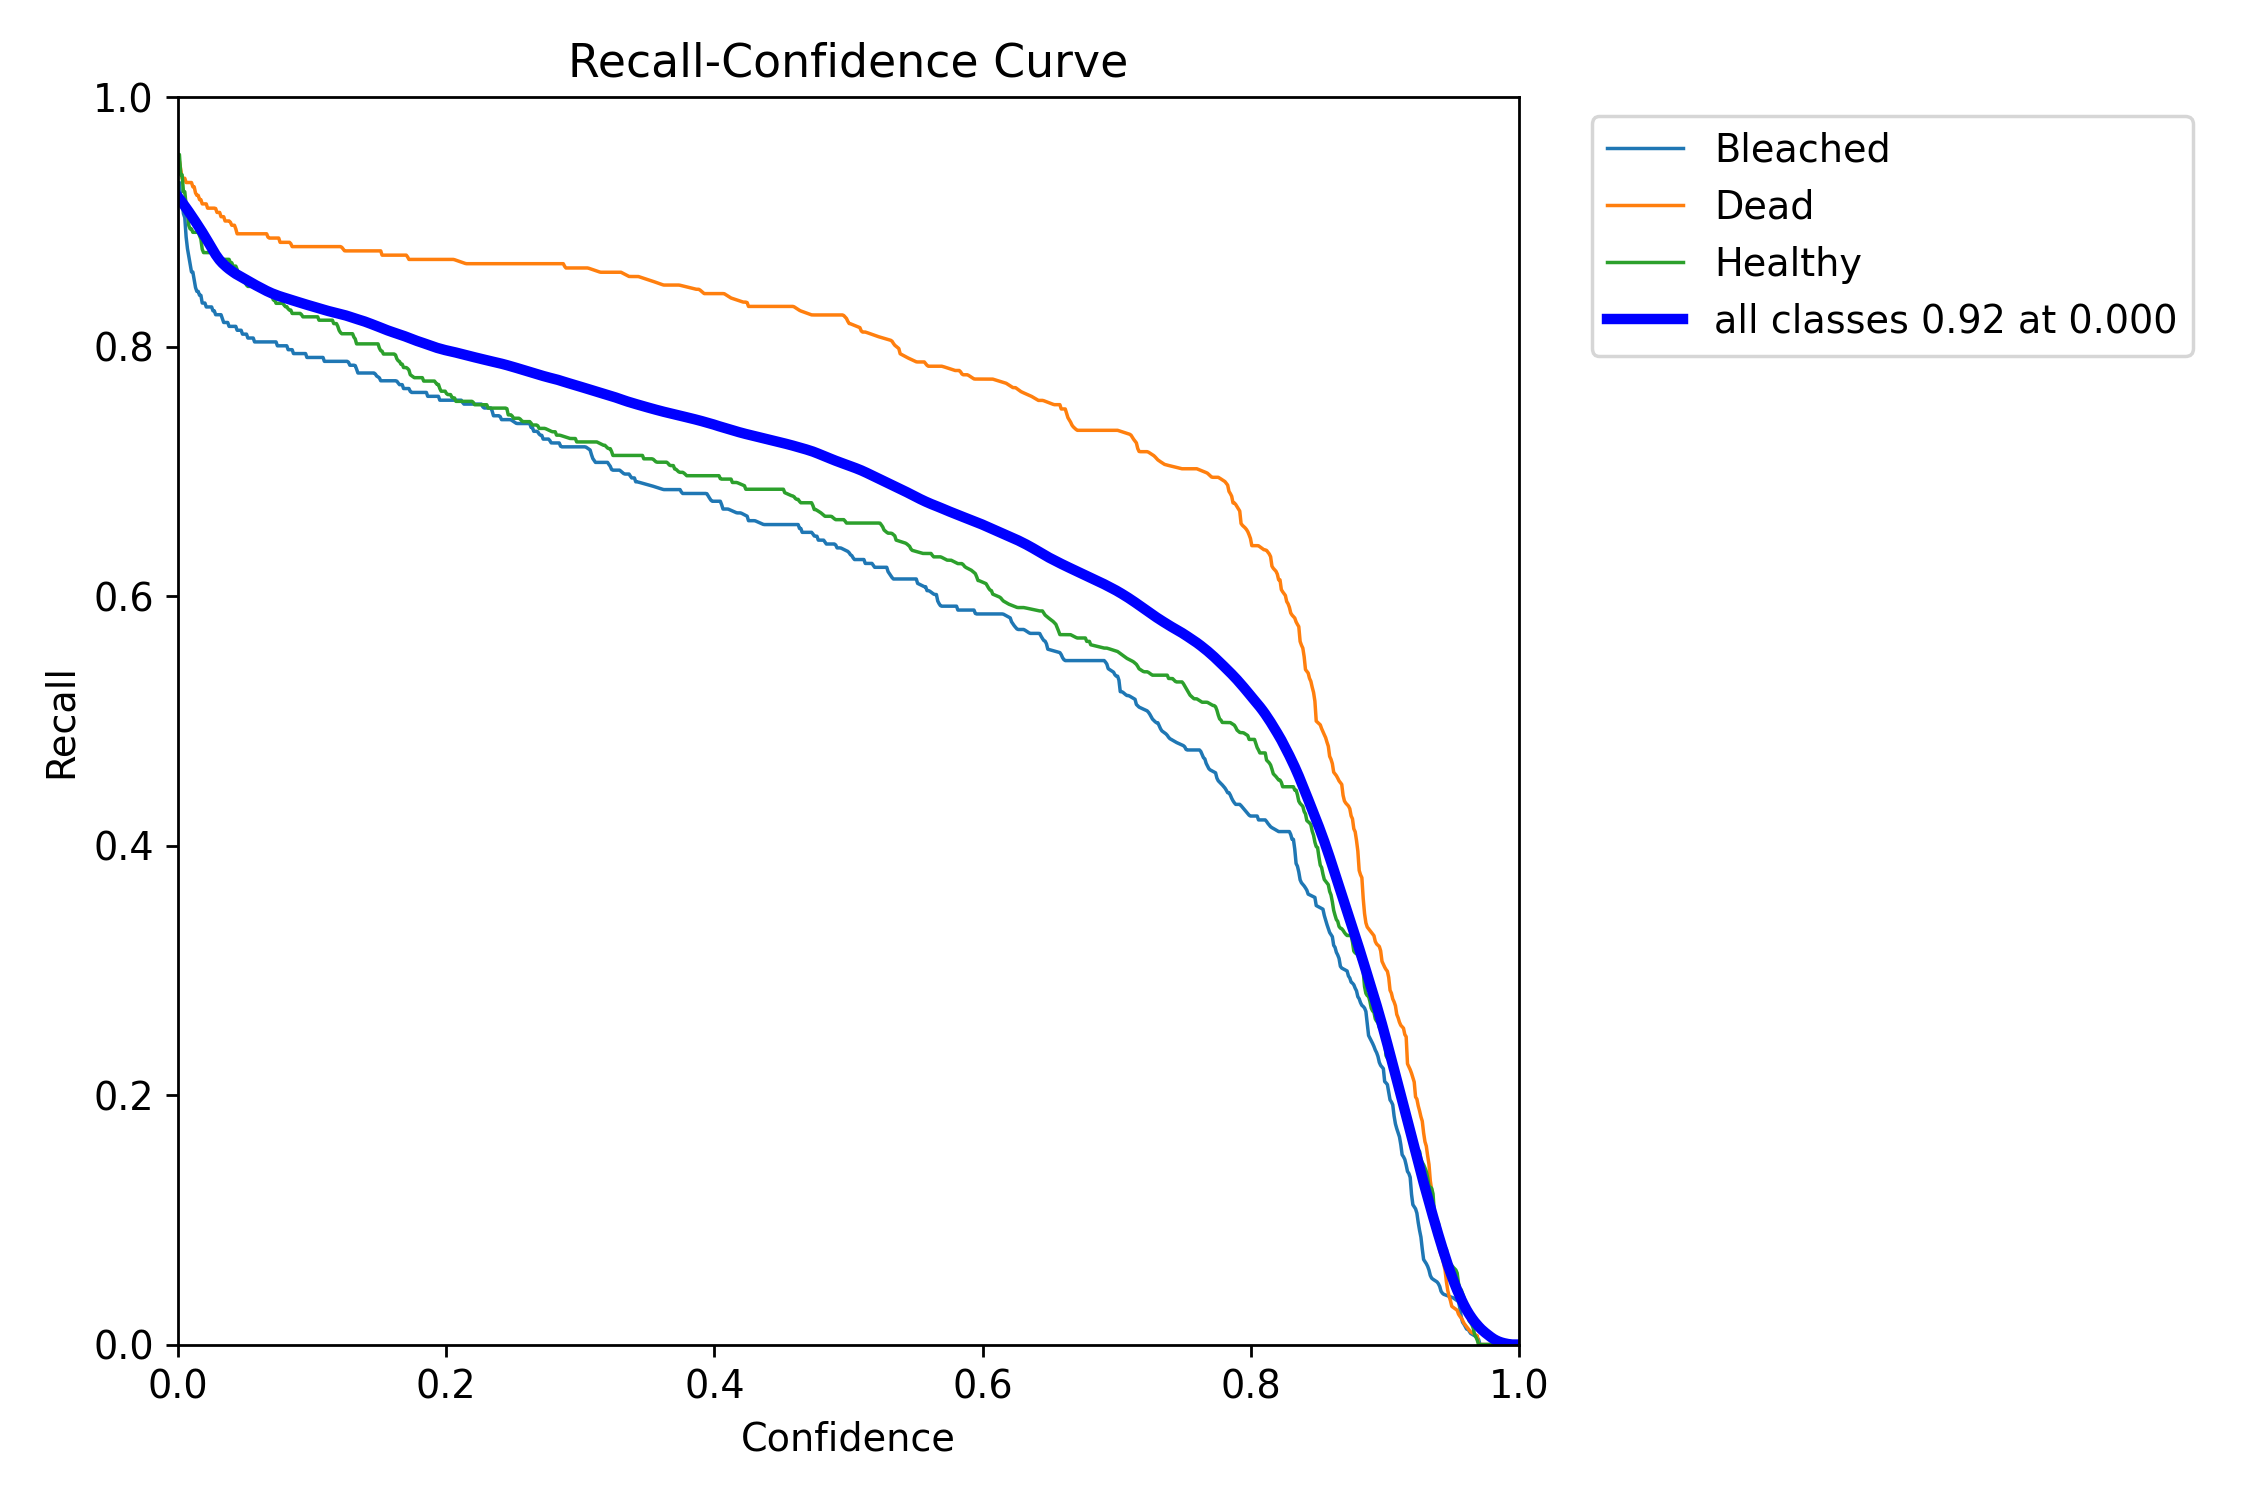 Recall-Confidence Curve
1.0
0.8
0.6
0.4
0.2
0.0
Recall
0.0 0.2 0.4 0.6 0.8 1.0
Confidence
Bleached
Dead
Healthy
all classes 0.92 at 0.000